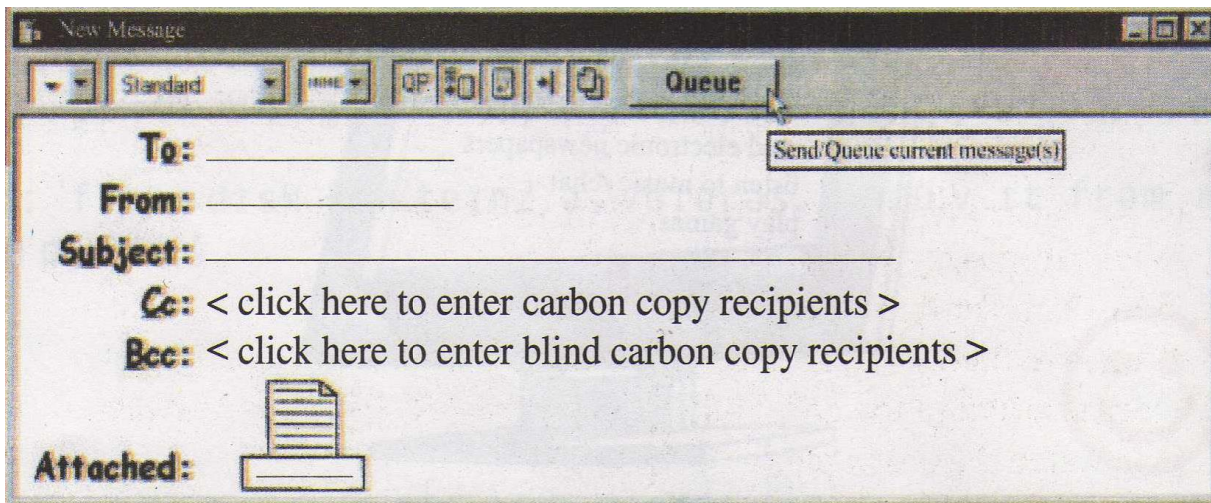 New Message
Standard
QP
Queue
Send/Queue current message(s)
To:
From:
Subject:
Cc: < click here to enter carbon copy recipients >
Bcc: < click here to enter blind carbon copy recipients >
Attached: